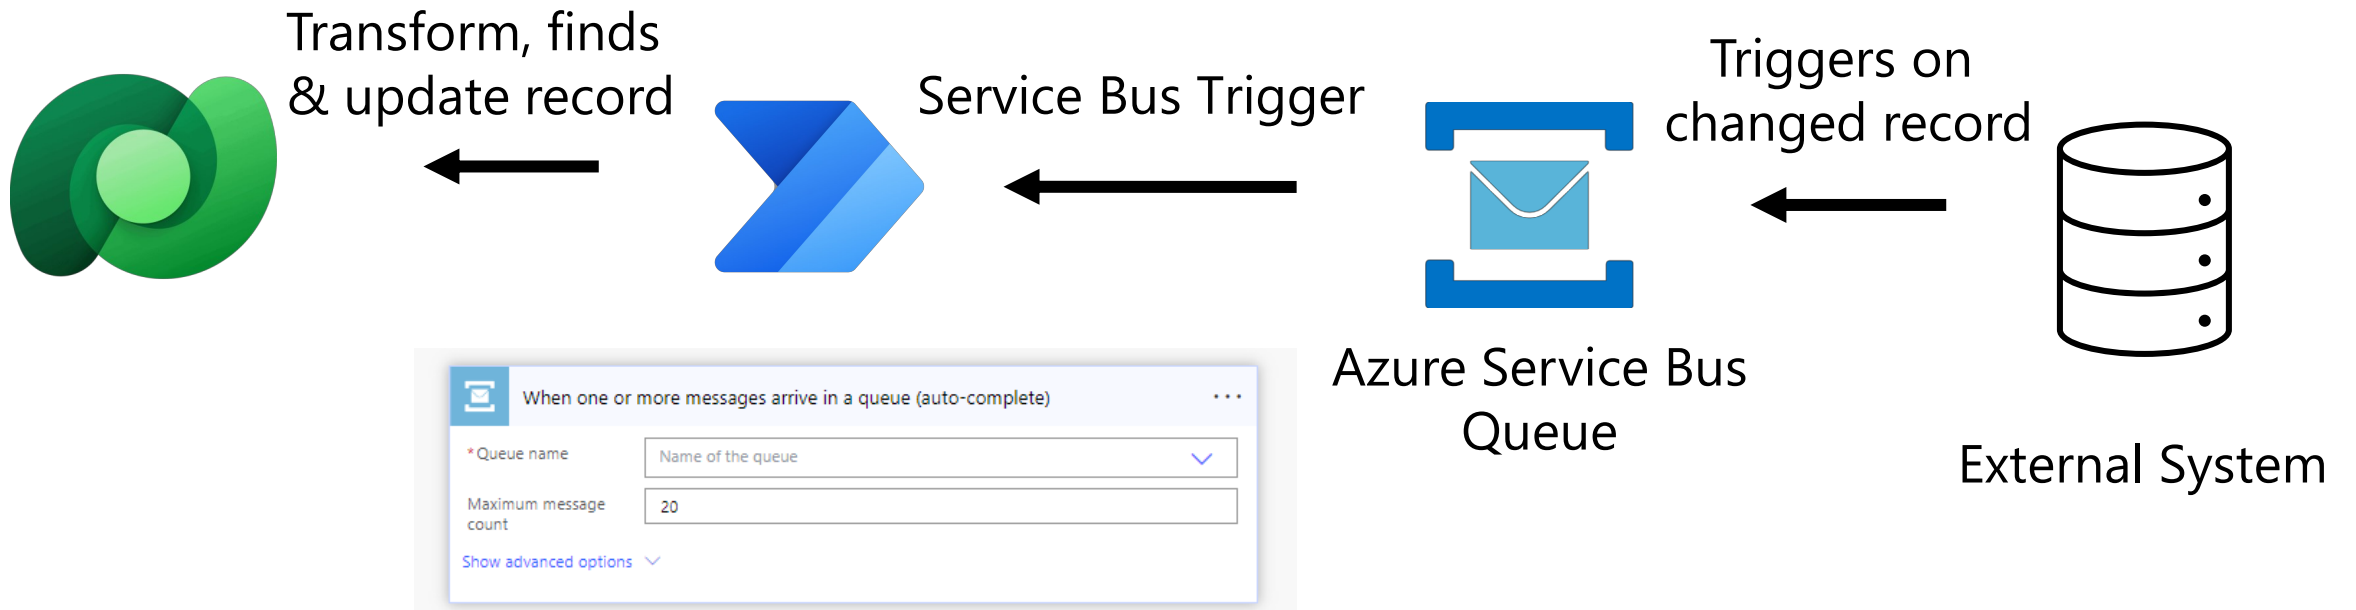 Transform, finds
& update record
Service Bus Trigger
Triggers on
changed record
Azure Service Bus
Queue
External System
When one or more messages arrive in a queue (auto-complete)
* Queue name
Name of the queue
Maximum message
count
20
Show advanced options